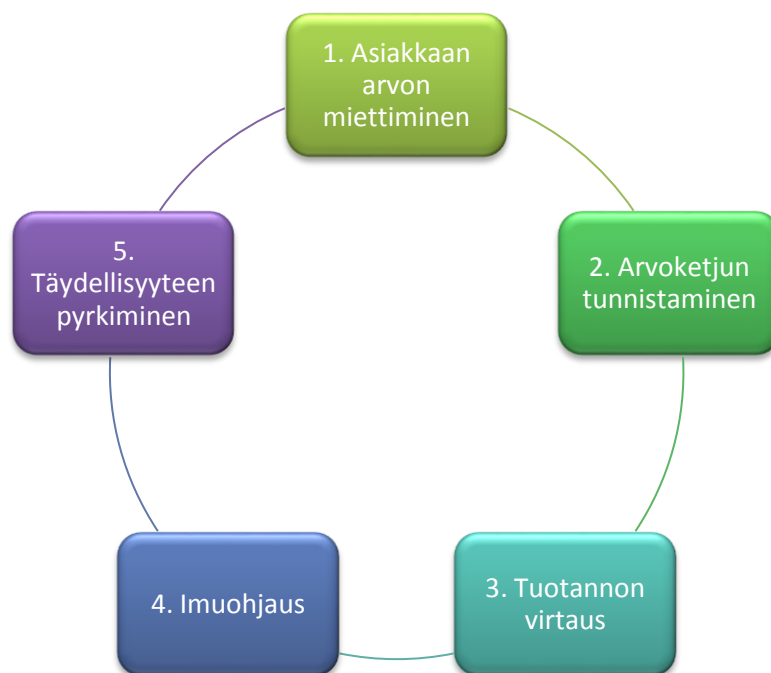 1. Asiakkaan
arvon
miettiminen
2. Arvoketjun
tunnistaminen
3. Tuotannon
virtaus
4. Imuohjaus
5.
Täydellisyyteen
pyrkiminen